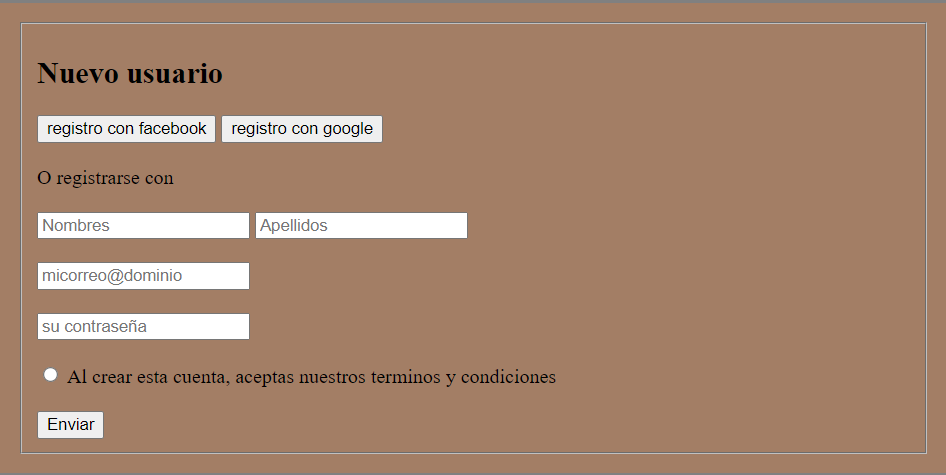 Nuevo usuario
registro con facebook registro con google
O registrarse con
Nombres Apellidos
micorreo@dominio
su contraseña
Al crear esta cuenta, aceptas nuestros terminos y condiciones
Enviar